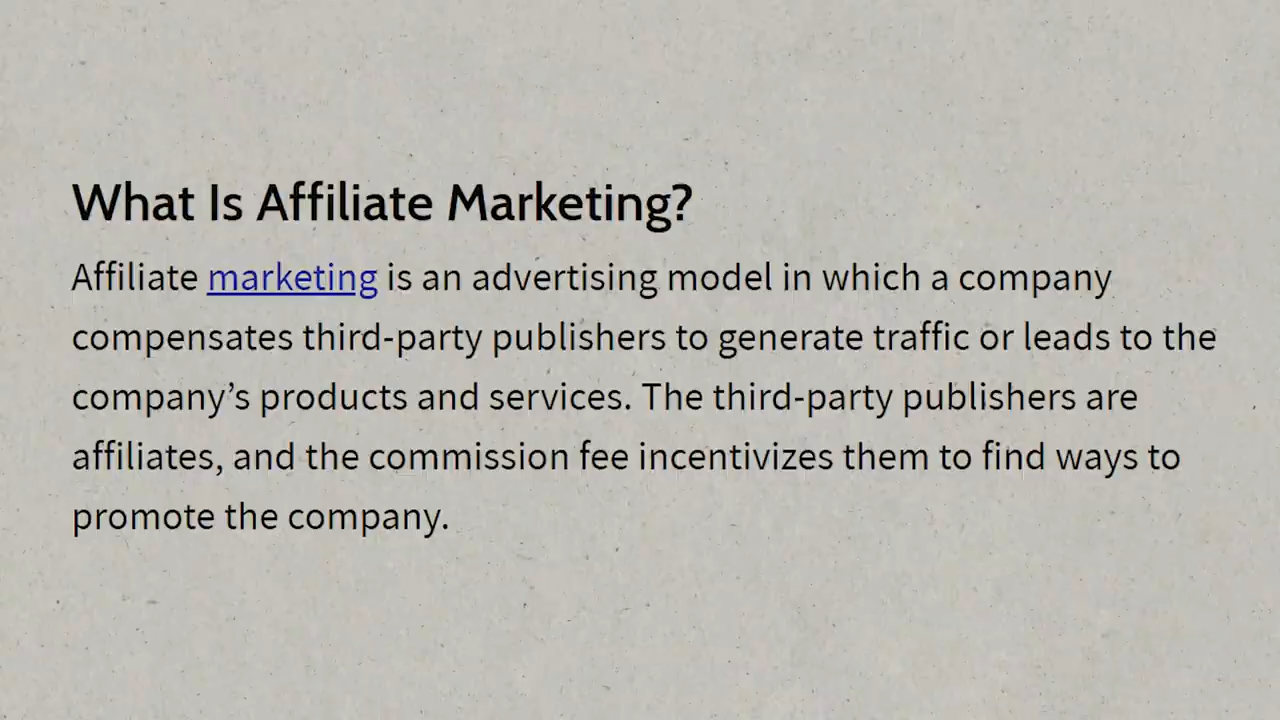 What Is Affiliate Marketing?
Affiliate marketing is an advertising model in which a company
compensates third-party publishers to generate traffic or leads to the
company’s products and services. The third-party publishers are
affiliates, and the commission fee incentivizes them to find ways to
promote the company.